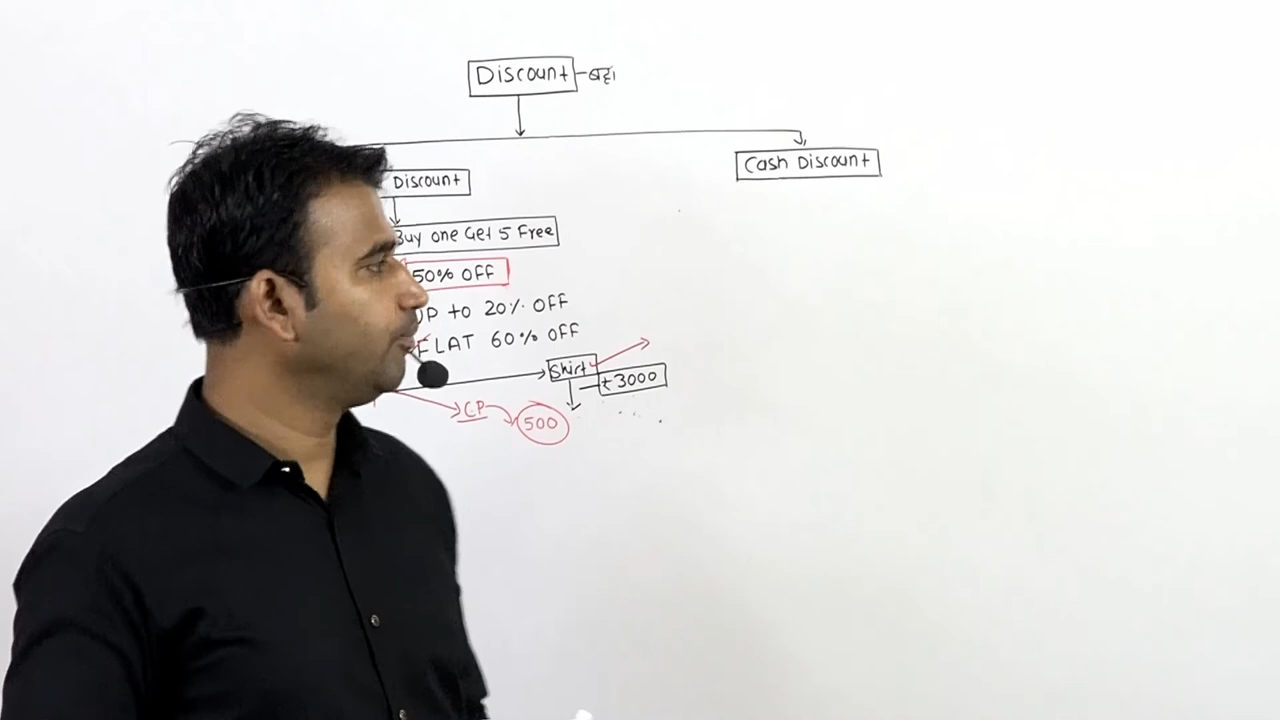 Discount - बट्टा
Discount
Cash Discount
Buy one Get 5 Free
50% OFF
UP to 20% OFF
FLAT 60% OFF
Shirt
₹3000
CP
500